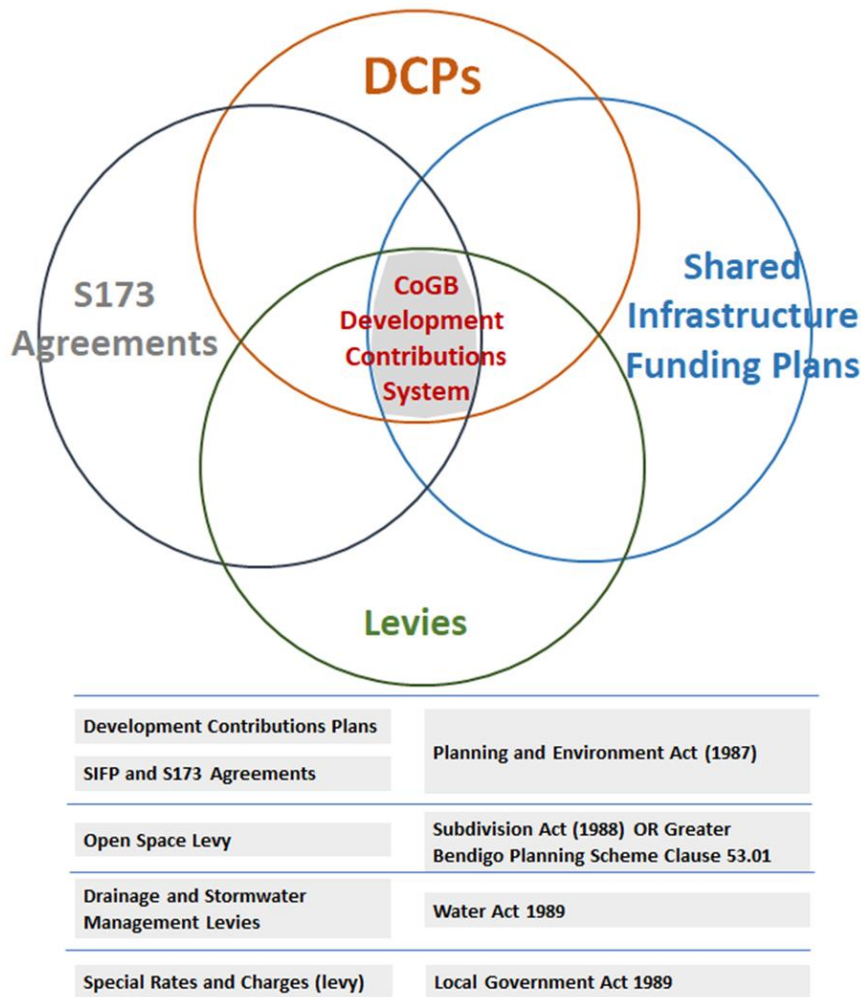 DCPs
S173
Agreements
CoGB
Development
Contributions
System
Shared
Infrastructure
Funding Plans
Levies
Development Contributions Plans
SIFP and S173 Agreements
Planning and Environment Act (1987)
Open Space Levy
Subdivision Act (1988) OR Greater
Bendigo Planning Scheme Clause 53.01
Drainage and Stormwater
Management Levies
Water Act 1989
Special Rates and Charges (levy)
Local Government Act 1989